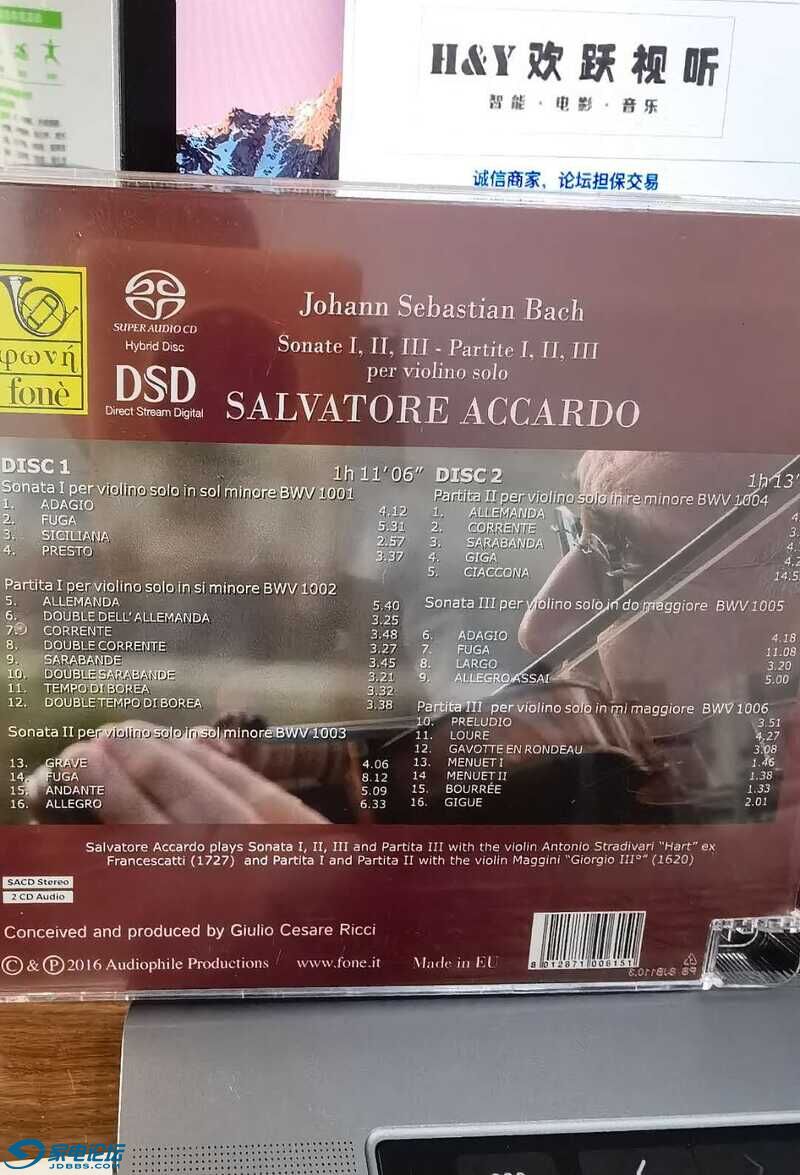 H&Y 欢跃视听
智能 · 电影 · 音乐
诚信商家、论坛担保交易
φωνή
fonè
SUPER AUDIO CD
Hybrid Disc
DSD
Direct Stream Digital
Johann Sebastian Bach
Sonate I, II, III - Partite I, II, III
per violino solo
SALVATORE ACCARDO
DISC 1 1h 11'06"
Sonata I per violino solo in sol minore BWV 1001
1. ADAGIO 4.12
2. FUGA 5.31
3. SICILIANA 2.57
4. PRESTO 3.37
Partita I per violino solo in si minore BWV 1002
5. ALLEMANDA 5.40
6. DOUBLE DELL'ALLEMANDA 3.25
7. CORRENTE 3.48
8. DOUBLE CORRENTE 3.27
9. SARABANDE 3.45
10. DOUBLE SARABANDE 3.21
11. TEMPO DI BOREA 3.32
12. DOUBLE TEMPO DI BOREA 3.38
Sonata II per violino solo in sol minore BWV 1003
13. GRAVE 4.06
14. FUGA 8.12
15. ANDANTE 5.09
16. ALLEGRO 6.33
DISC 2 1h 13'
Partita II per violino solo in re minore BWV 1004
1. ALLEMANDA
2. CORRENTE
3. SARABANDA
4. GIGA
5. CIACCONA
Sonata III per violino solo in do maggiore BWV 1005
6. ADAGIO 4.18
7. FUGA 11.08
8. LARGO 3.20
9. ALLEGRO ASSAI 5.00
Partita III per violino solo in mi maggiore BWV 1006
10. PRELUDIO 3.51
11. LOURE 4.27
12. GAVOTTE EN RONDEAU 3.08
13. MENUET I 1.46
14 MENUET II 1.38
15. BOURRÉE 1.33
16. GIGUE 2.01
Salvatore Accardo plays Sonata I, II, III and Partita III with the violin Antonio Stradivari "Hart" ex
Francescatti (1727) and Partita I and Partita II with the violin Maggini "Giorgio III°" (1620)
SACD Stereo
2 CD Audio
Conceived and produced by Giulio Cesare Ricci
© & ℗ 2016 Audiophile Productions / www.fone.it Made in EU
8 012871 008151
家电论坛
JDBBS.COM